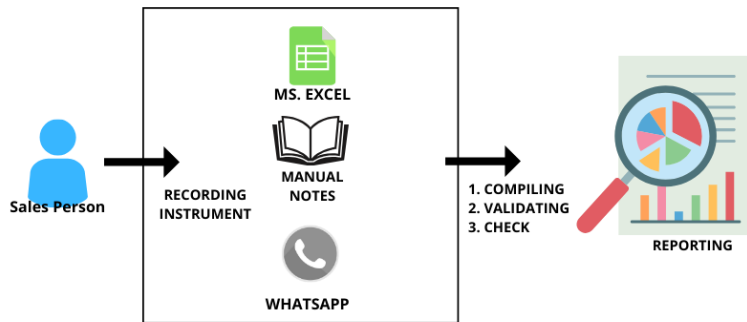 Sales Person
RECORDING
INSTRUMENT
MS. EXCEL
MANUAL
NOTES
WHATSAPP
1. COMPILING
2. VALIDATING
3. CHECK
REPORTING